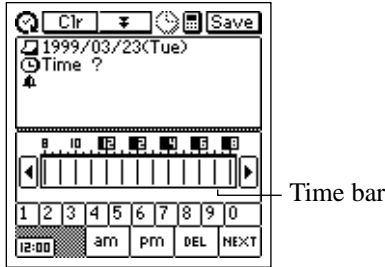 Clr Save
1999/03/23(Tue)
Time ?
8 10 12 2 4 6 8
Time bar
1 2 3 4 5 6 7 8 9 0
12:00 am pm DEL NEXT